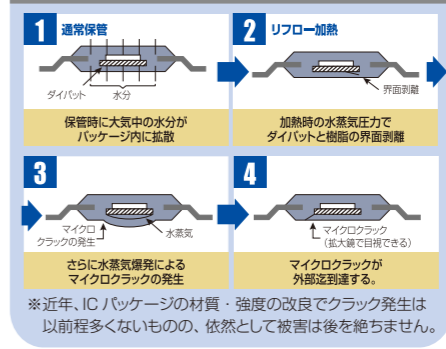 1 通常保管
ダイパット
水分
保管時に大気中の水分が
パッケージ内に拡散
2 リフロー加熱
界面剥離
加熱時の水蒸気圧力で
ダイパットと樹脂の界面剥離
3
マイクロ
クラックの発生
水蒸気
さらに水蒸気爆発による
マイクロクラックの発生
4
マイクロクラック
(拡大鏡で目視できる)
マイクロクラックが
外部迄到達する。
※近年、ICパッケージの材質・強度の改良でクラック発生は
以前程多くないものの、依然として被害は後を絶ちません。